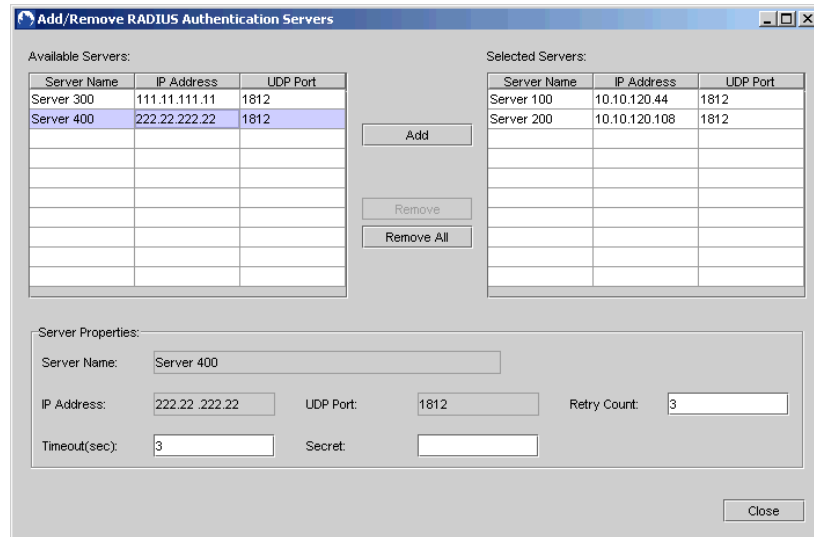 Add/Remove RADIUS Authentication Servers
Available Servers:
Selected Servers:
Server Name IP Address UDP Port
Server 300 111.11.111.11 1812
Server 400 222.22.222.22 1812
Server Name IP Address UDP Port
Server 100 10.10.120.44 1812
Server 200 10.10.120.108 1812
Add
Remove
Remove All
Server Properties:
Server Name: Server 400
IP Address: 222.22 .222.22 UDP Port: 1812 Retry Count: 3
Timeout(sec): 3 Secret:
Close